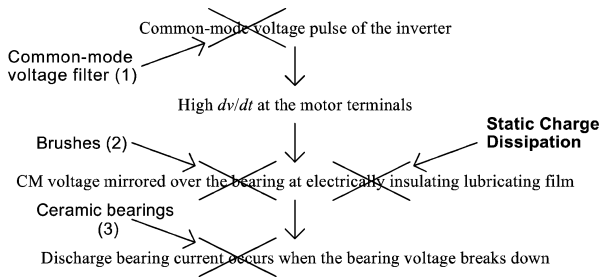 Common-mode voltage pulse of the inverter
Common-mode
voltage filter (1)
High dv/dt at the motor terminals
Brushes (2)
Static Charge
Dissipation
CM voltage mirrored over the bearing at electrically insulating lubricating film
Ceramic bearings
(3)
Discharge bearing current occurs when the bearing voltage breaks down